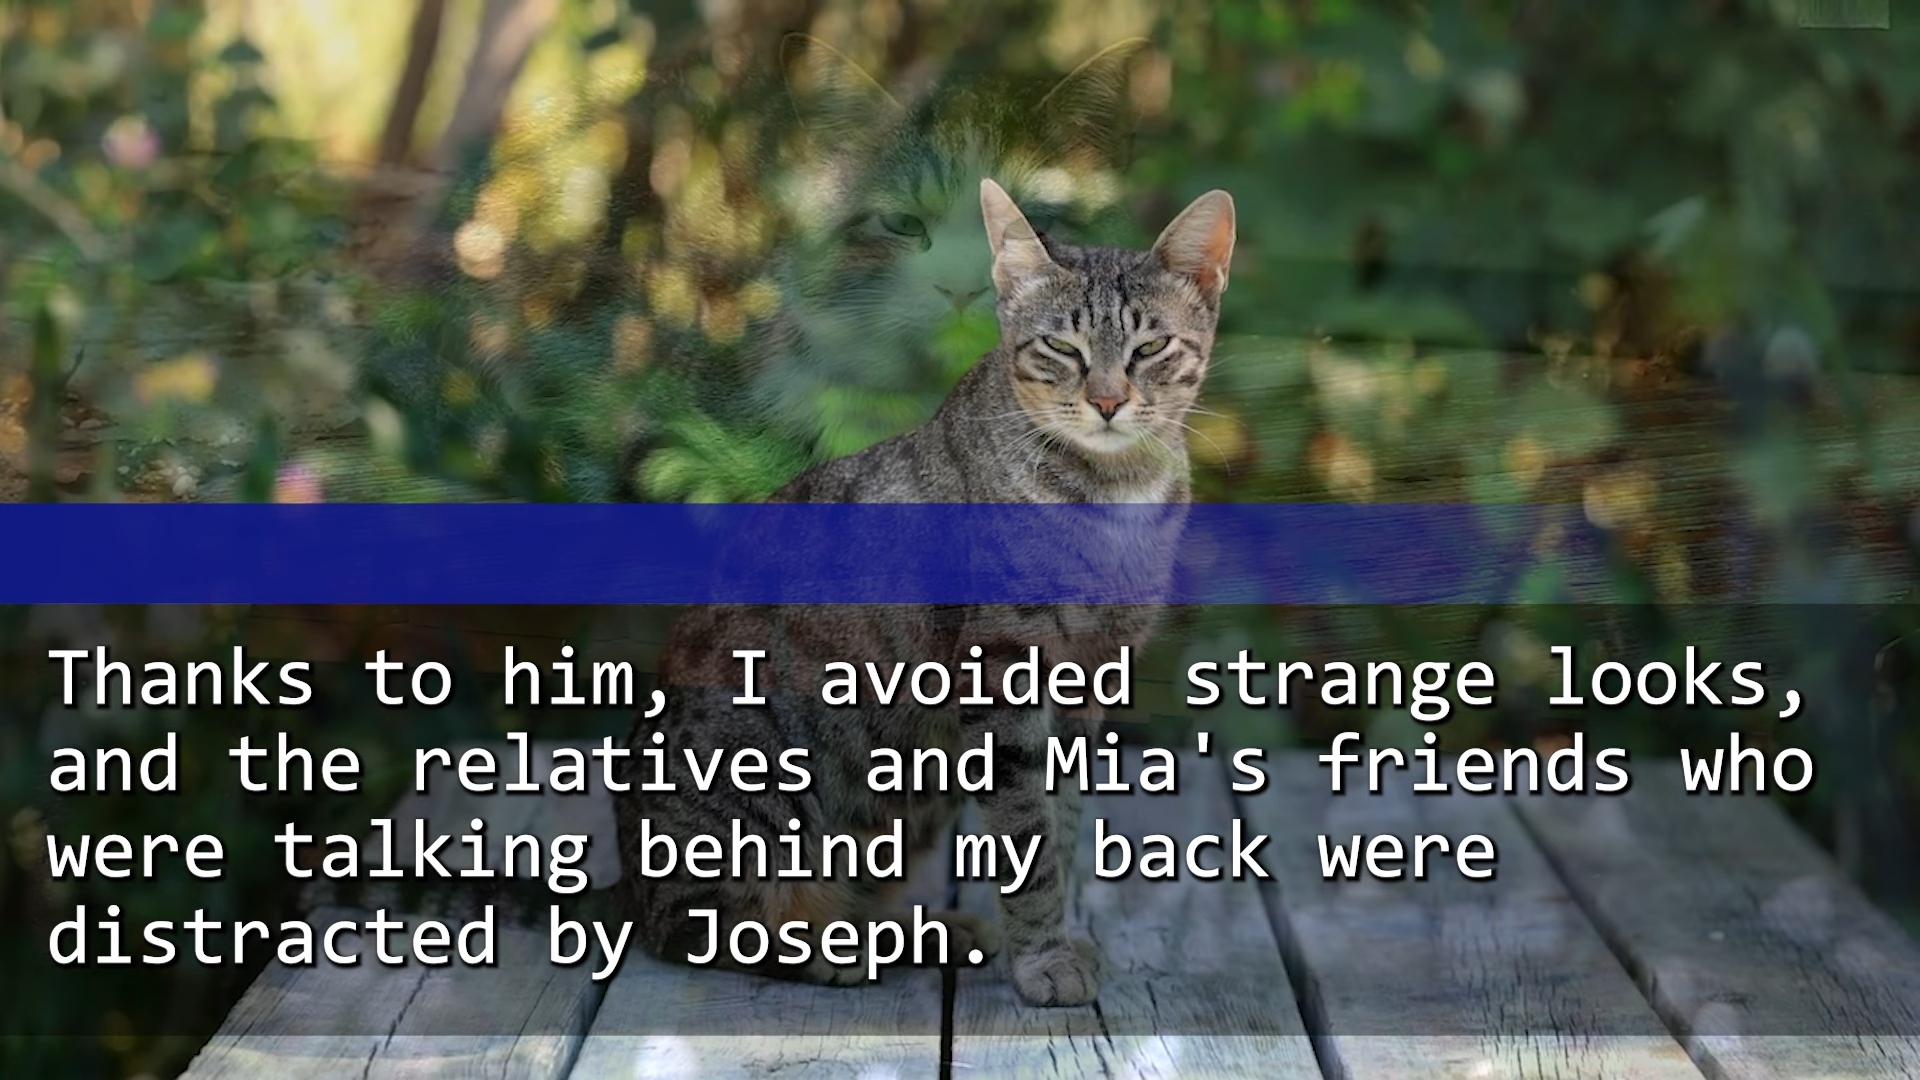 Thanks to him, I avoided strange looks,
and the relatives and Mia's friends who
were talking behind my back were
distracted by Joseph.